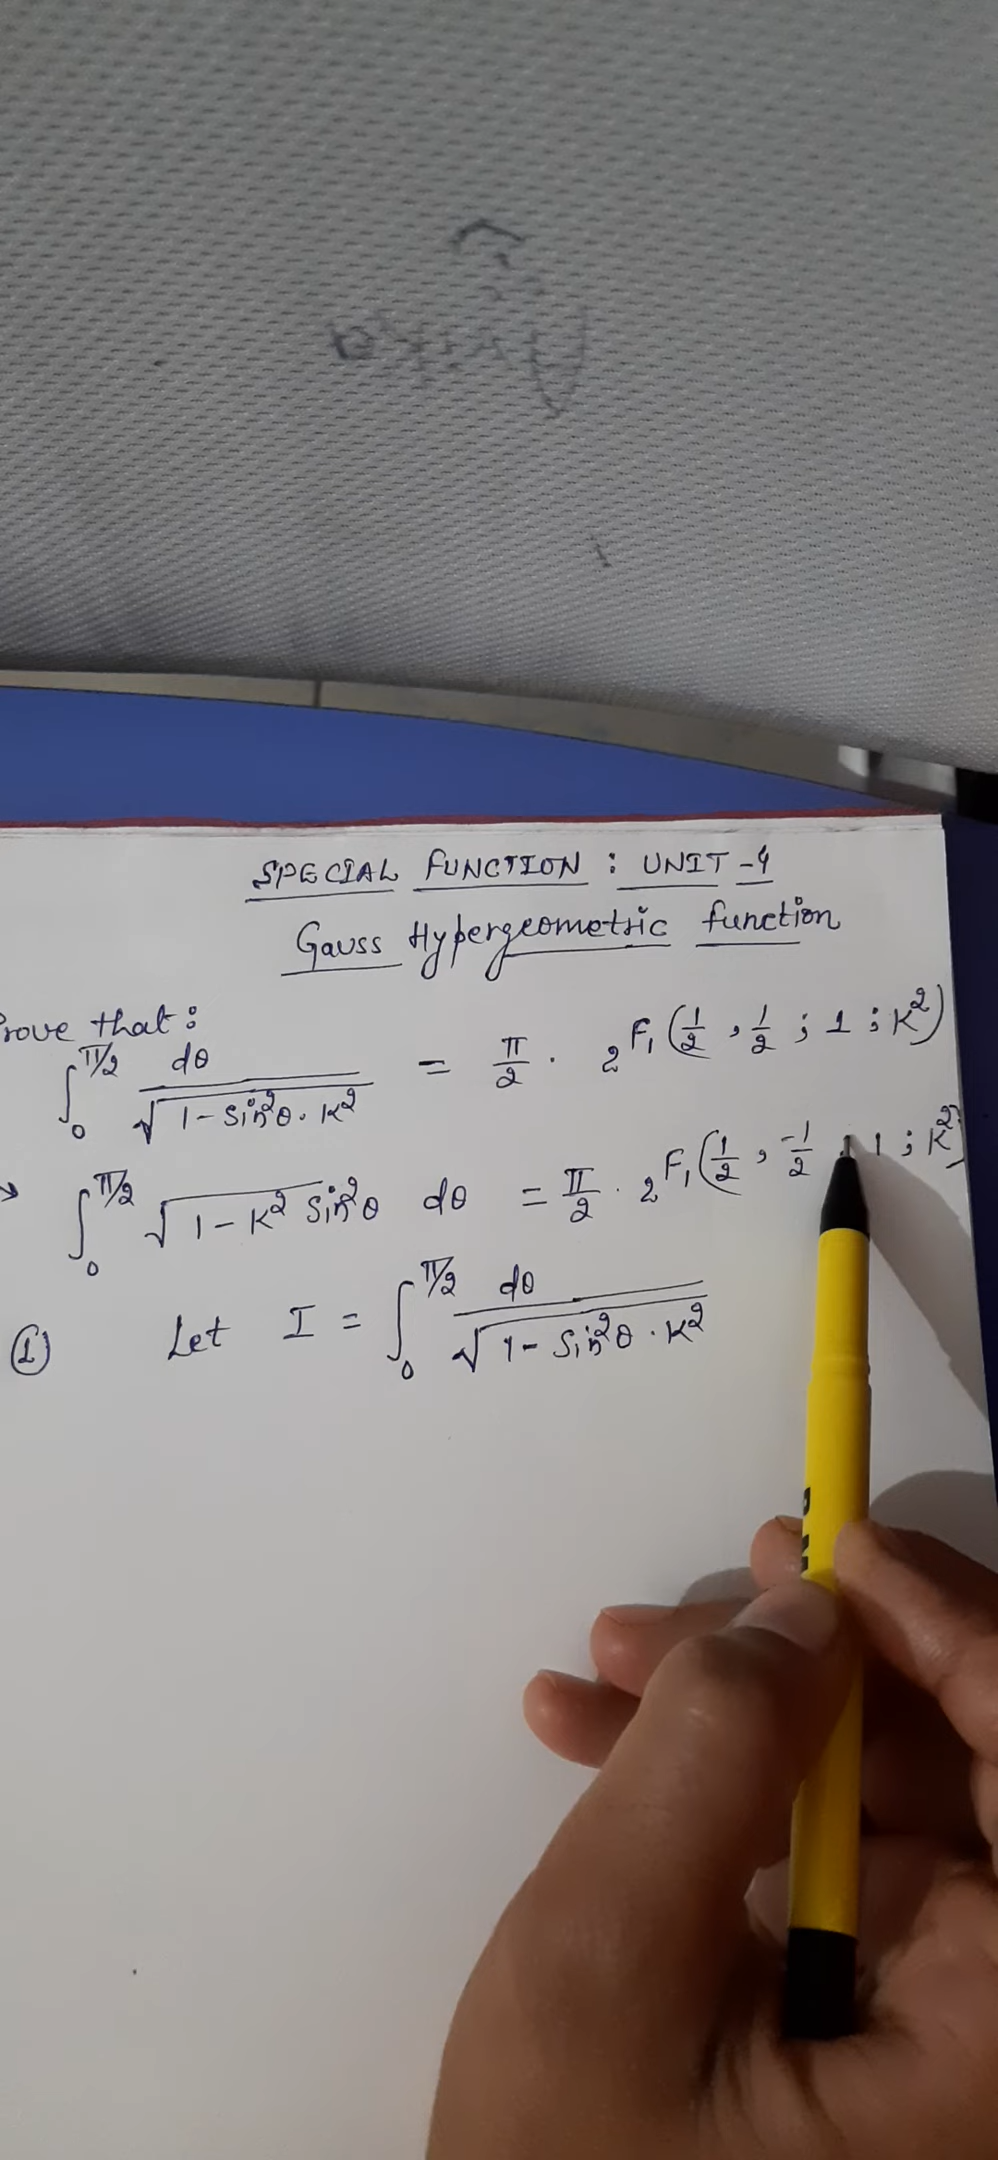 SPECIAL FUNCTION : UNIT-4
Gauss Hypergeometric function
Prove that :
∫₀^{π/2} dθ / √(1 - sin²θ · K²) = π/2 · ₂F₁(1/2, 1/2 ; 1 ; K²)
∫₀^{π/2} √(1 - K² sin²θ) dθ = π/2 · ₂F₁(1/2, -1/2 ; 1 ; K²)
① Let I = ∫₀^{π/2} dθ / √(1 - sin²θ · K²)